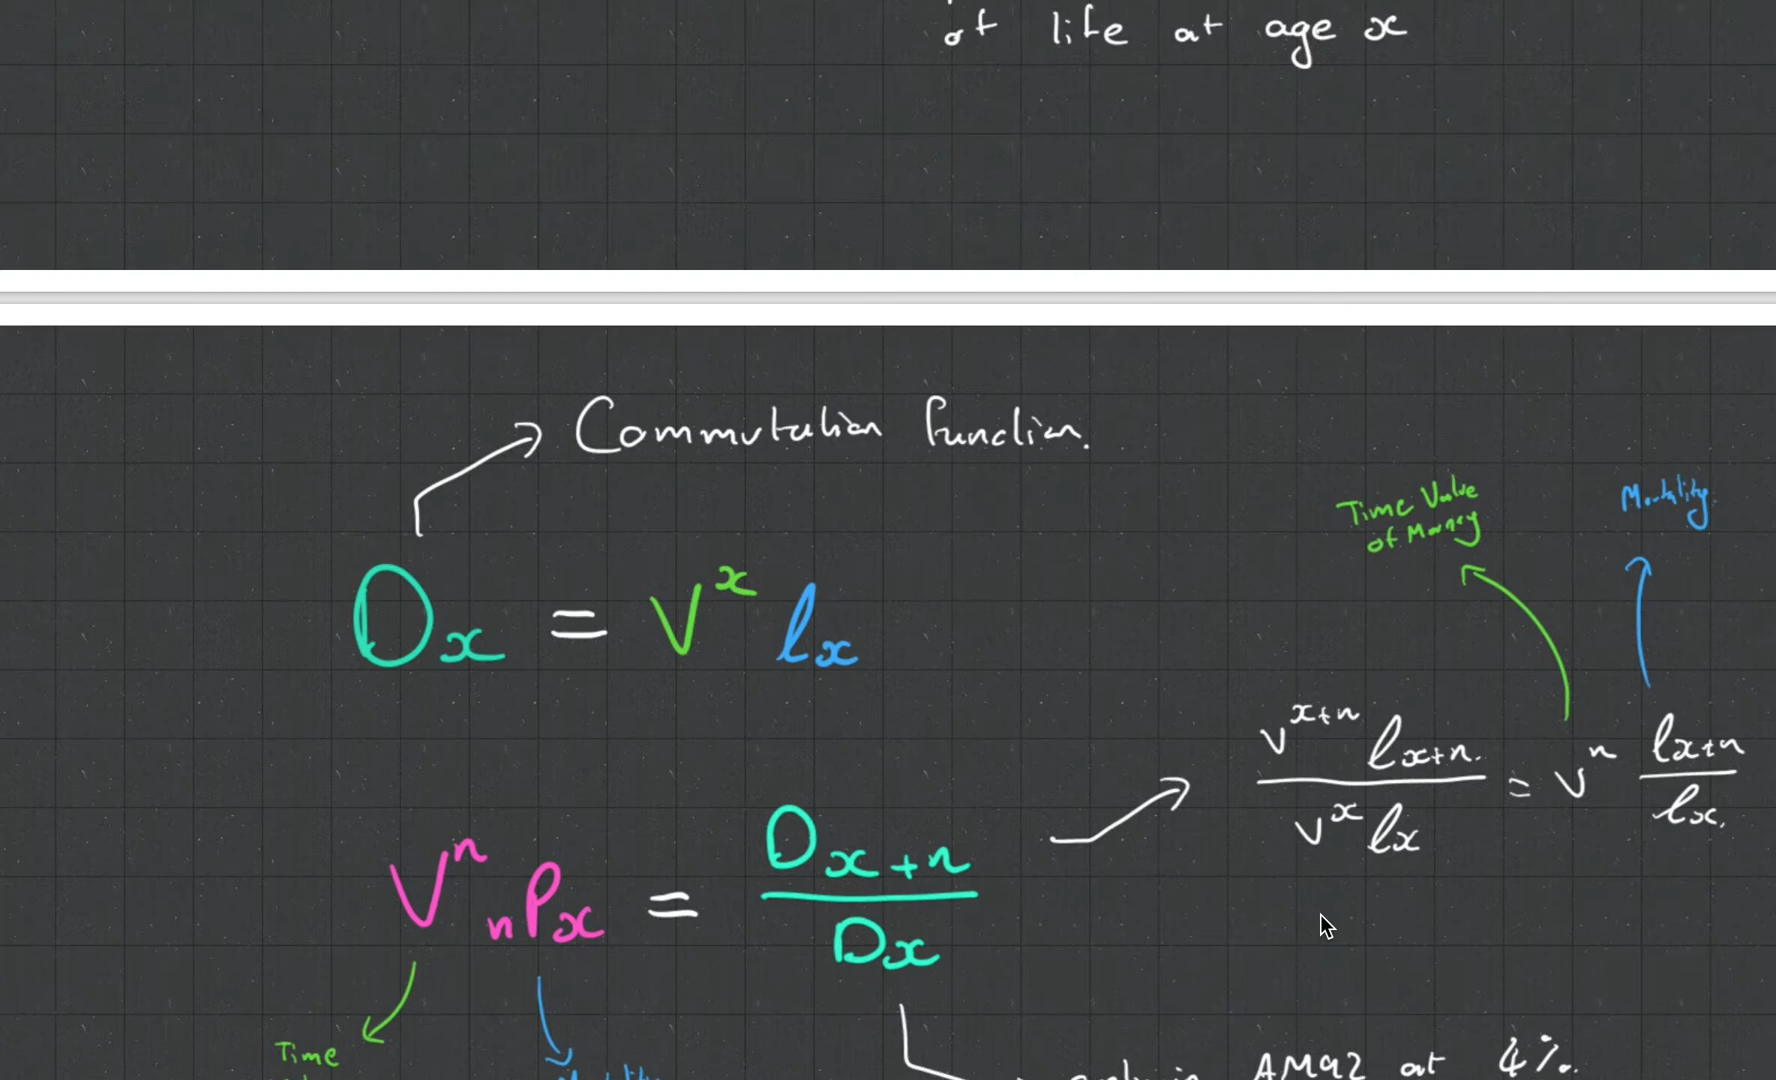 of life at age x
Commutation function.
Time Value
of Money
Mortality
Dx = V^x lx
v^x+n lx+n / v^x lx = v^n lx+n / lx
V^n nPx = Dx+n / Dx
Time
AM92 at 4%.